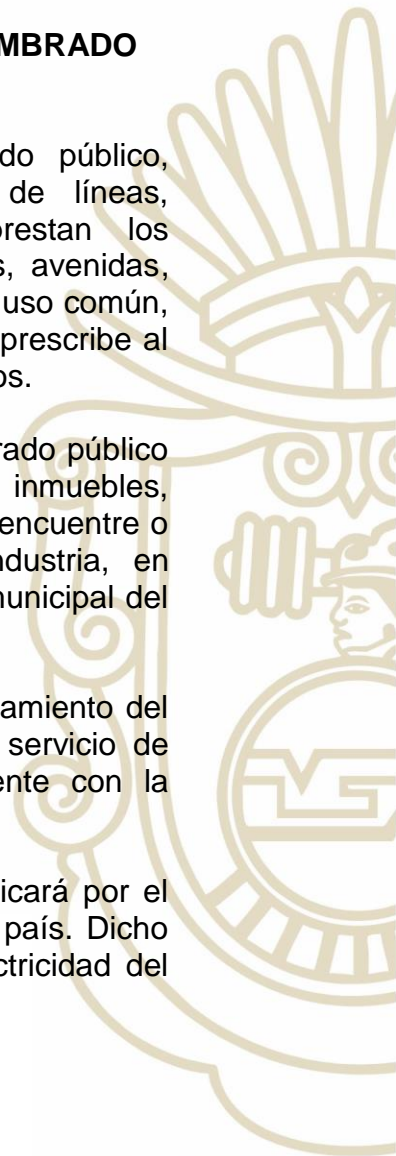 MBRADO
do público,
de líneas,
prestan los
s, avenidas,
uso común,
prescribe al
os.
rado público
inmuebles,
encuentre o
ndustria, en
municipal del
amiento del
servicio de
ente con la
icará por el
país. Dicho
ctricidad del